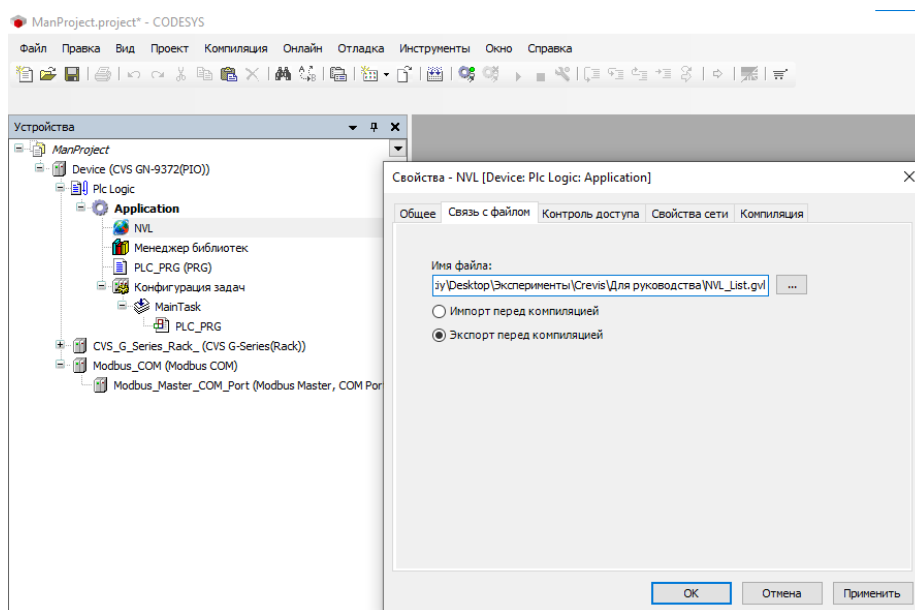 ManProject.project* - CODESYS
Файл Правка Вид Проект Компиляция Онлайн Отладка Инструменты Окно Справка
Устройства
ManProject
Device (CVS GN-9372(PIO))
Plc Logic
Application
NVL
Менеджер библиотек
PLC_PRG (PRG)
Конфигурация задач
MainTask
PLC_PRG
CVS_G_Series_Rack_ (CVS G-Series(Rack))
Modbus_COM (Modbus COM)
Modbus_Master_COM_Port (Modbus Master, COM Por
Свойства - NVL [Device: Plc Logic: Application]
Общее Связь с файлом Контроль доступа Свойства сети Компиляция
Имя файла:
iy\Desktop\Эксперименты\Crevis\Для руководства\NVL_List.gvl ...
Импорт перед компиляцией
Экспорт перед компиляцией
OK Отмена Применить